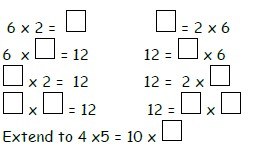 6 x 2 = □ □ = 2 x 6
6 x □ = 12 12 = □ x 6
□ x 2 = 12 12 = 2 x □
□ x □ = 12 12 = □ x □
Extend to 4 x5 = 10 x □